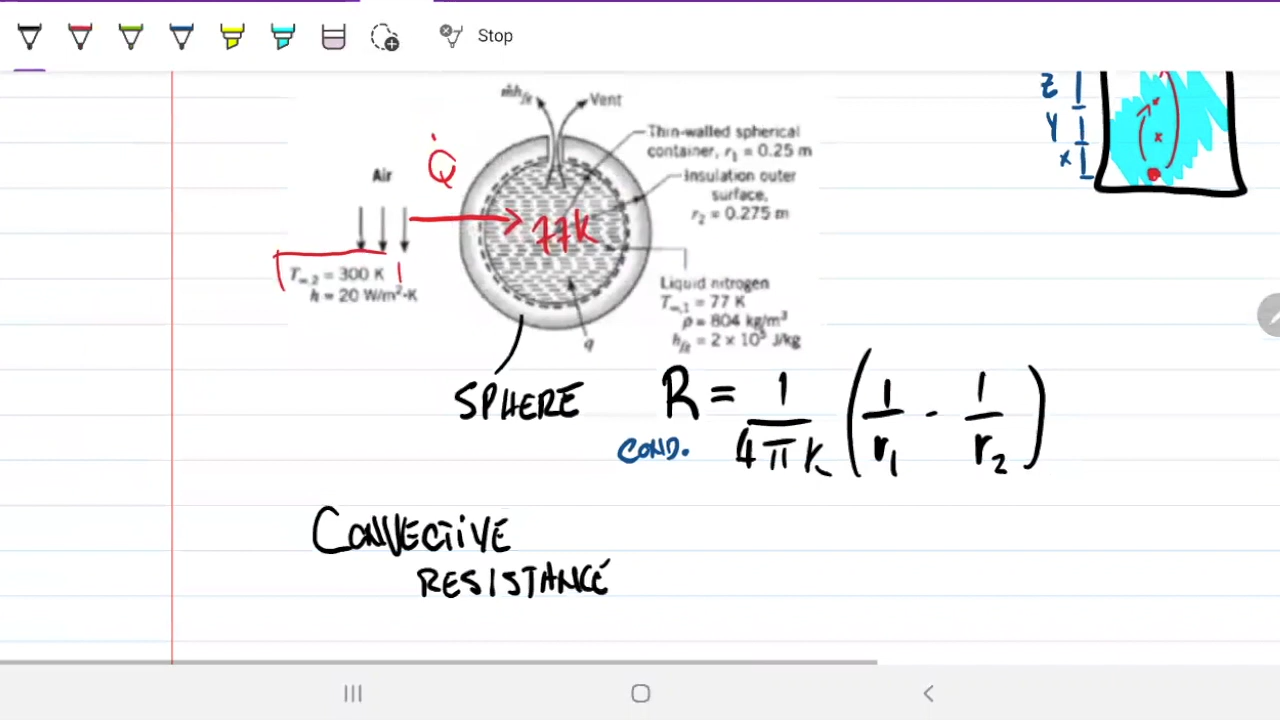 Stop
ṁh_fg
Vent
Thin-walled spherical
container, r₁ = 0.25 m
Q̇
Air
Insulation outer
surface,
r₂ = 0.275 m
77K
T∞,2 = 300 K
h = 20 W/m²·K
Liquid nitrogen
T∞,1 = 77 K
ρ = 804 kg/m³
h_fg = 2 × 10⁵ J/kg
q
Z
Y
X
SPHERE
R = 1/(4πk) (1/r₁ - 1/r₂)
COND.
CONVECTIVE
RESISTANCE